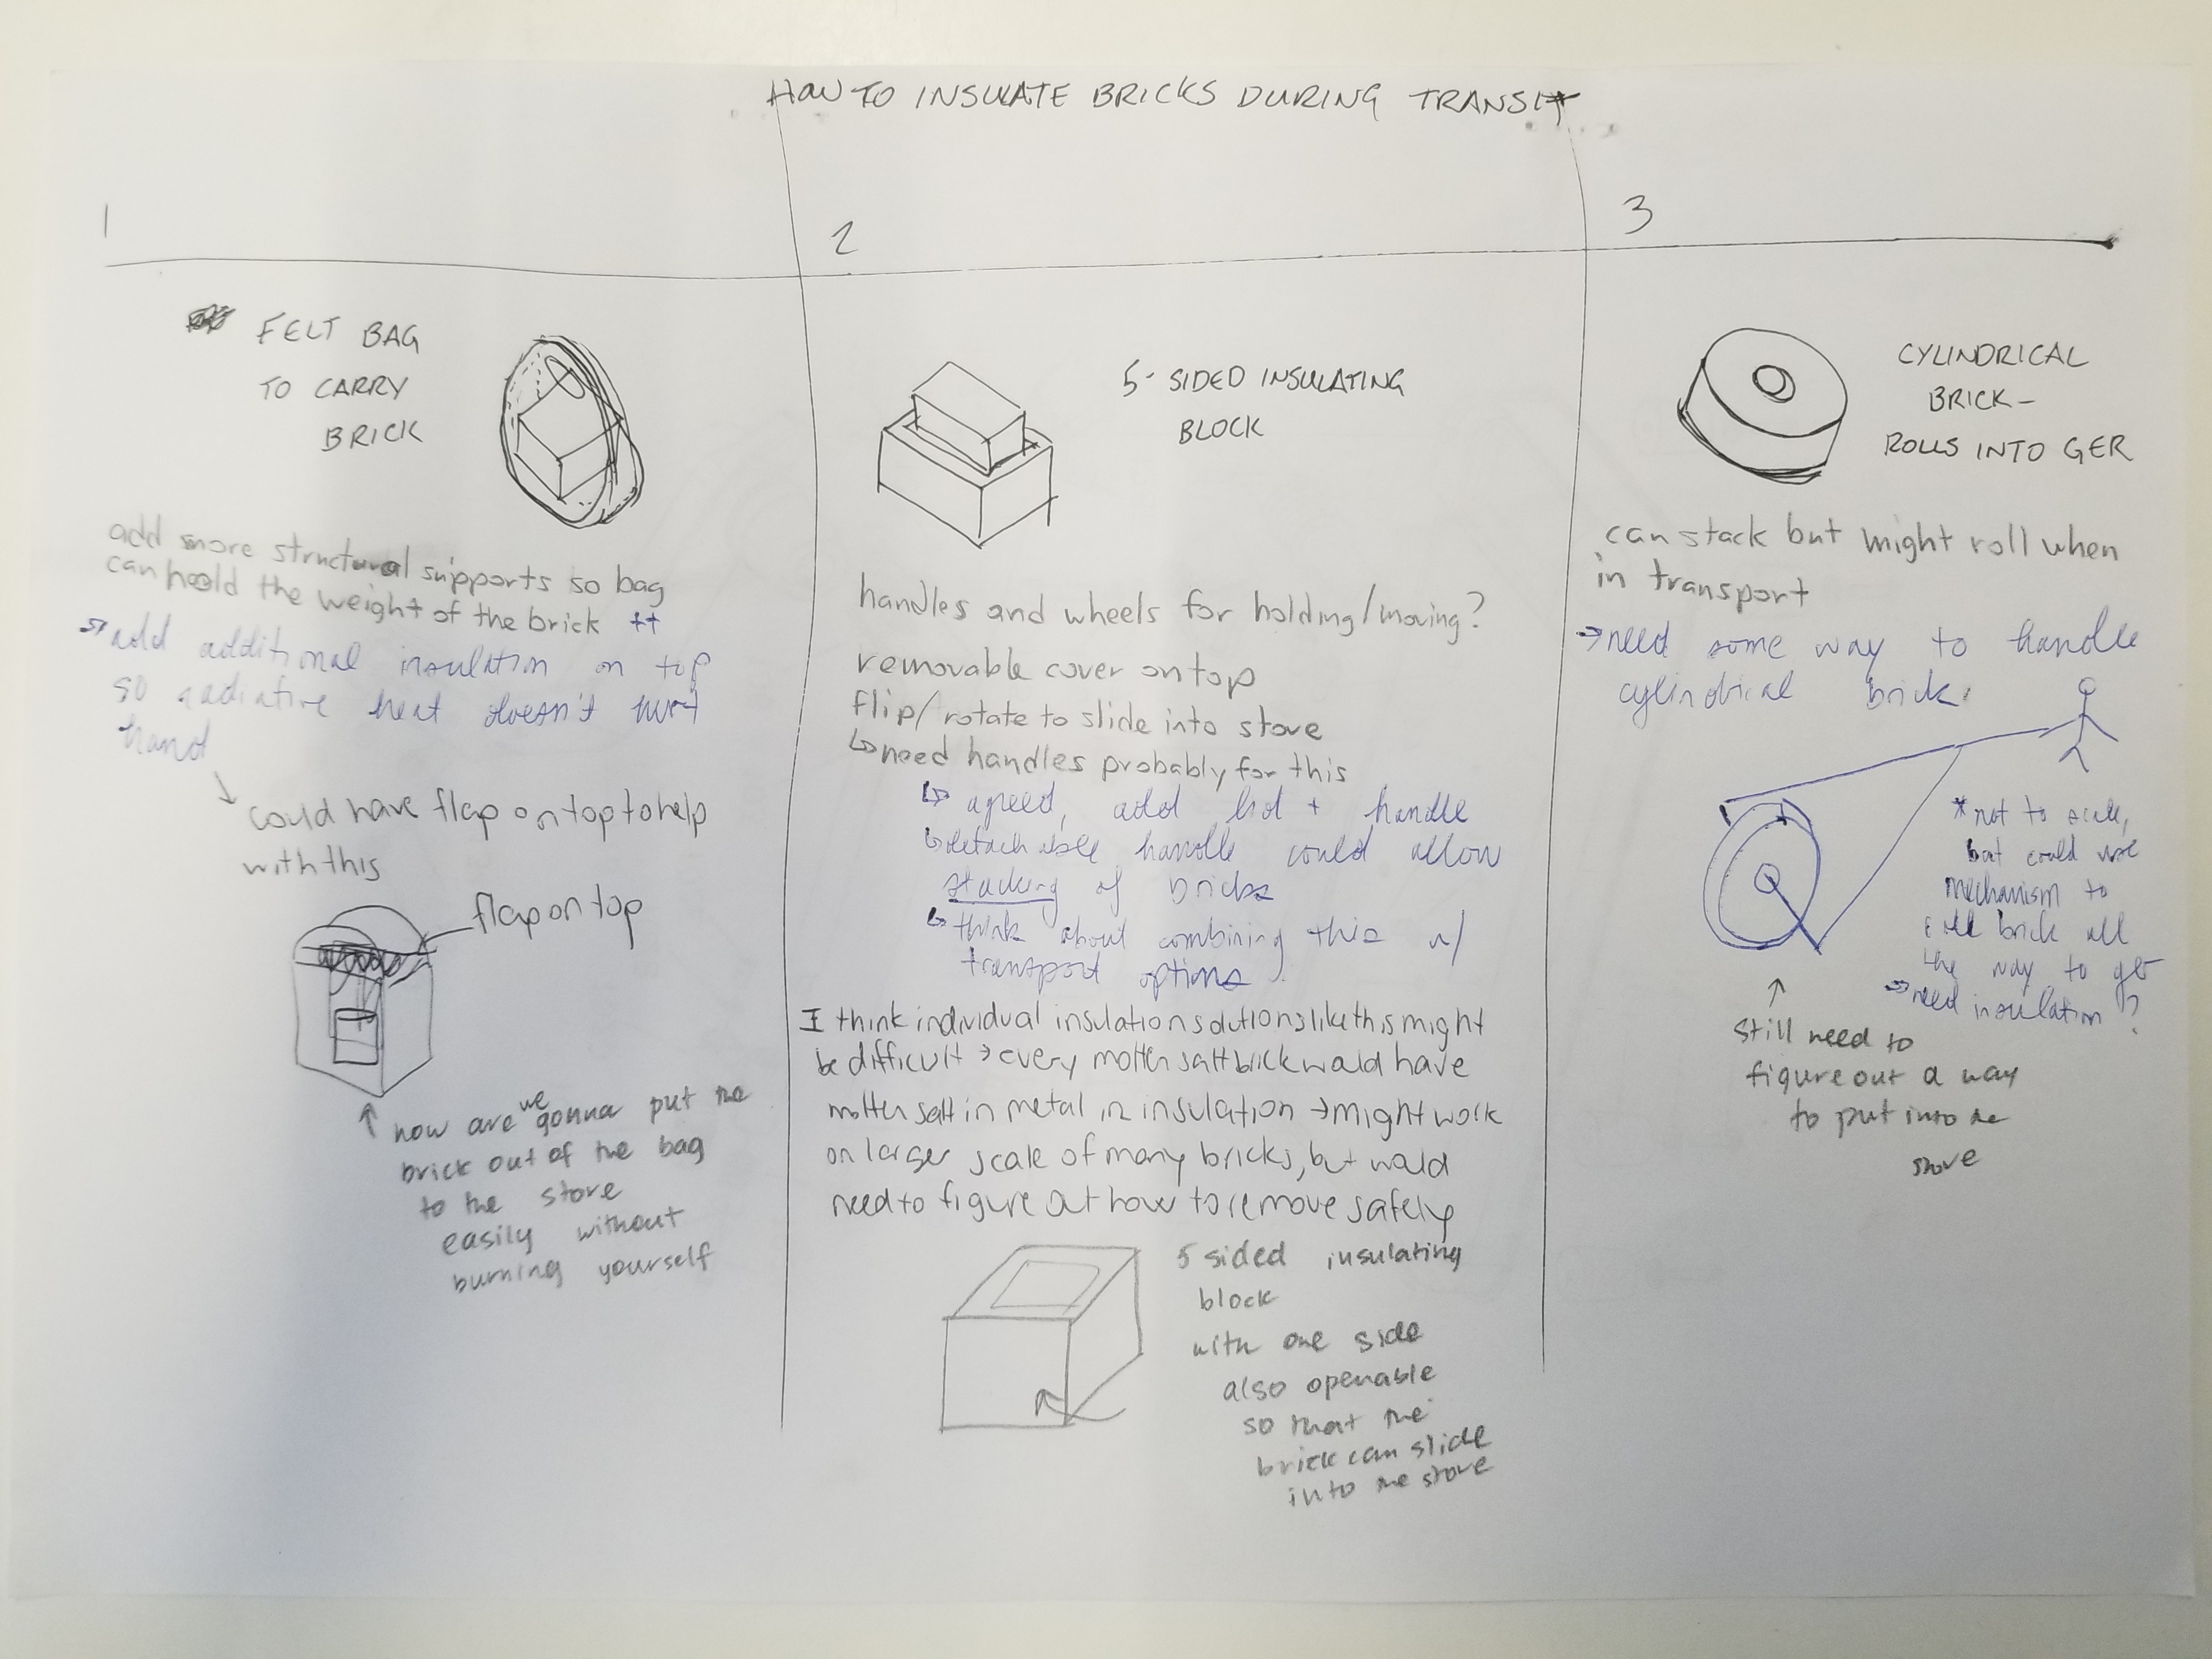 HOW TO INSULATE BRICKS DURING TRANSIT
1
FELT BAG
TO CARRY
BRICK
add more structural supports so bag
can hold the weight of the brick ++
→ add additional insulation on top
so radiative heat doesn't hurt
hand
↘ could have flap on top to help
with this
flap on top
↑ how are we gonna put the
brick out of the bag
to the stove
easily without
burning yourself
2
5-SIDED INSULATING
BLOCK
handles and wheels for holding/moving?
removable cover on top
flip/rotate to slide into stove
↳ need handles probably for this
↳ agreed, add lid + handle
↳ detachable handle could allow
stacking of bricks
↳ think about combining this w/
transport options
I think individual insulation solutions like this might
be difficult → every molten salt brick would have
molten salt in metal in insulation → might work
on larger scale of many bricks, but would
need to figure out how to remove safely
5 sided insulating
block
with one side
also openable
so that the
brick can slide
into the stove
3
CYLINDRICAL
BRICK -
ROLLS INTO GER
can stack but might roll when
in transport
→ need some way to handle
cylindrical brick.
*not to scale,
but could use
mechanism to
roll brick all
the way to ger
→ need insulation?
↑
still need to
figure out a way
to put into the
stove